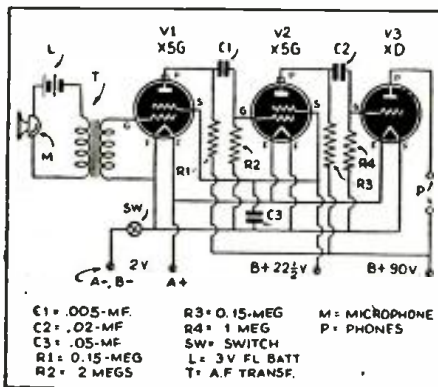 V1 V2 V3
X5G C1 X5G C2 XD
L
T
P P P
S S S
G G
M
R1 R2 R4
R3
F F F F F F
C3
P
SW
2V B+ 22½V B+ 90V
A-, B- A+
C1 = .005-MF. R3 = 0.15-MEG M = MICROPHONE
C2 = .02-MF R4 = 1 MEG P = PHONES
C3 = .05-MF SW = SWITCH
R1 = 0.15-MEG L = 3V FL BATT
R2 = 2 MEGS T = A.F TRANSF.